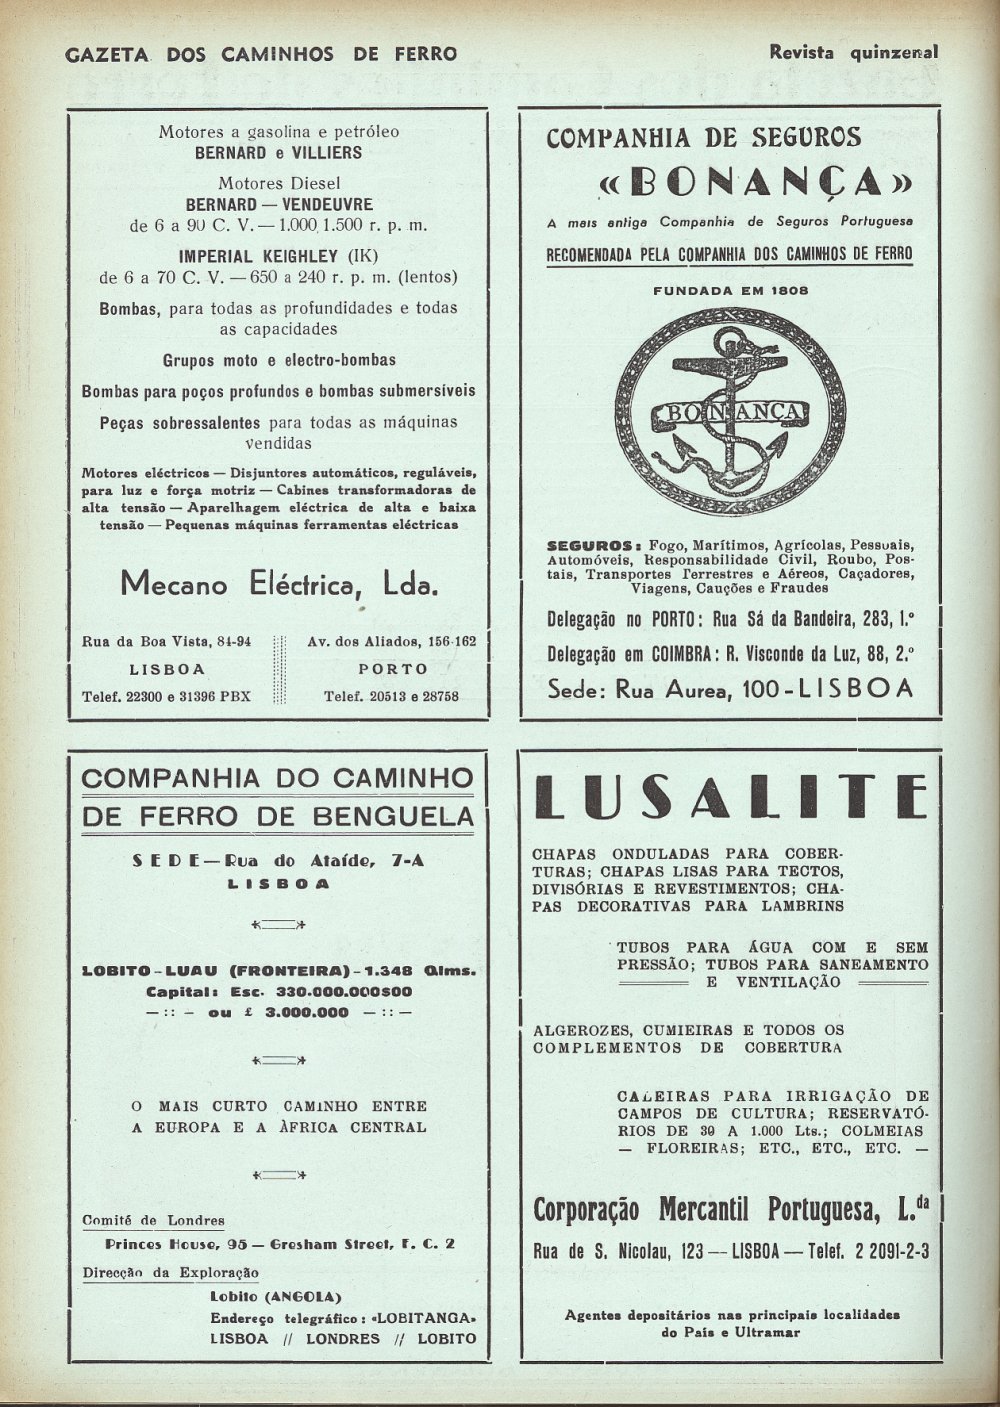 GAZETA DOS CAMINHOS DE FERRO
Revista quinzenal
Motores a gasolina e petróleo
BERNARD e VILLIERS
Motores Diesel
BERNARD — VENDEUVRE
de 6 a 90 C. V. — 1.000, 1.500 r. p. m.
IMPERIAL KEIGHLEY (IK)
de 6 a 70 C. V. — 650 a 240 r. p. m. (lentos)
Bombas, para todas as profundidades e todas
as capacidades
Grupos moto e electro-bombas
Bombas para poços profundos e bombas submersíveis
Peças sobressalentes para todas as máquinas
vendidas
Motores eléctricos — Disjuntores automáticos, reguláveis,
para luz e força motriz — Cabines transformadoras de
alta tensão — Aparelhagem eléctrica de alta e baixa
tensão — Pequenas máquinas ferramentas eléctricas
Mecano Eléctrica, Lda.
Rua da Boa Vista, 84-94
LISBOA
Telef. 22300 e 31396 PBX
Av. dos Aliados, 156-162
PORTO
Telef. 20513 e 28758
COMPANHIA DE SEGUROS
«BONANÇA»
A mais antiga Companhia de Seguros Portuguesa
RECOMENDADA PELA COMPANHIA DOS CAMINHOS DE FERRO
FUNDADA EM 1808
BONANÇA
SEGUROS: Fogo, Marítimos, Agrícolas, Pessoais,
Automóveis, Responsabilidade Civil, Roubo, Pos-
tais, Transportes Terrestres e Aéreos, Caçadores,
Viagens, Cauções e Fraudes
Delegação no PORTO: Rua Sá da Bandeira, 283, 1.º
Delegação em COIMBRA: R. Visconde da Luz, 88, 2.º
Sede: Rua Aurea, 100 - LISBOA
COMPANHIA DO CAMINHO
DE FERRO DE BENGUELA
SEDE — Rua do Ataíde, 7-A
LISBOA
LOBITO - LUAU (FRONTEIRA) - 1.348 Qlms.
Capital: Esc. 330.000.000$00
— :: — ou £ 3.000.000 — :: —
O MAIS CURTO CAMINHO ENTRE
A EUROPA E A ÀFRICA CENTRAL
Comité de Londres
Princes House, 95 — Gresham Street, E. C. 2
Direcção da Exploração
Lobito (ANGOLA)
Endereço telegráfico: «LOBITANGA»
LISBOA // LONDRES // LOBITO
LUSALITE
CHAPAS ONDULADAS PARA COBER-
TURAS; CHAPAS LISAS PARA TECTOS,
DIVISÓRIAS E REVESTIMENTOS; CHA-
PAS DECORATIVAS PARA LAMBRINS
TUBOS PARA ÁGUA COM E SEM
PRESSÃO; TUBOS PARA SANEAMENTO
E VENTILAÇÃO
ALGEROZES, CUMIEIRAS E TODOS OS
COMPLEMENTOS DE COBERTURA
CALEIRAS PARA IRRIGAÇÃO DE
CAMPOS DE CULTURA; RESERVATÓ-
RIOS DE 30 A 1.000 Lts.; COLMEIAS
— FLOREIRAS; ETC., ETC., ETC. —
Corporação Mercantil Portuguesa, L.da
Rua de S. Nicolau, 123 — LISBOA — Telef. 2 2091-2-3
Agentes depositários nas principais localidades
do País e Ultramar